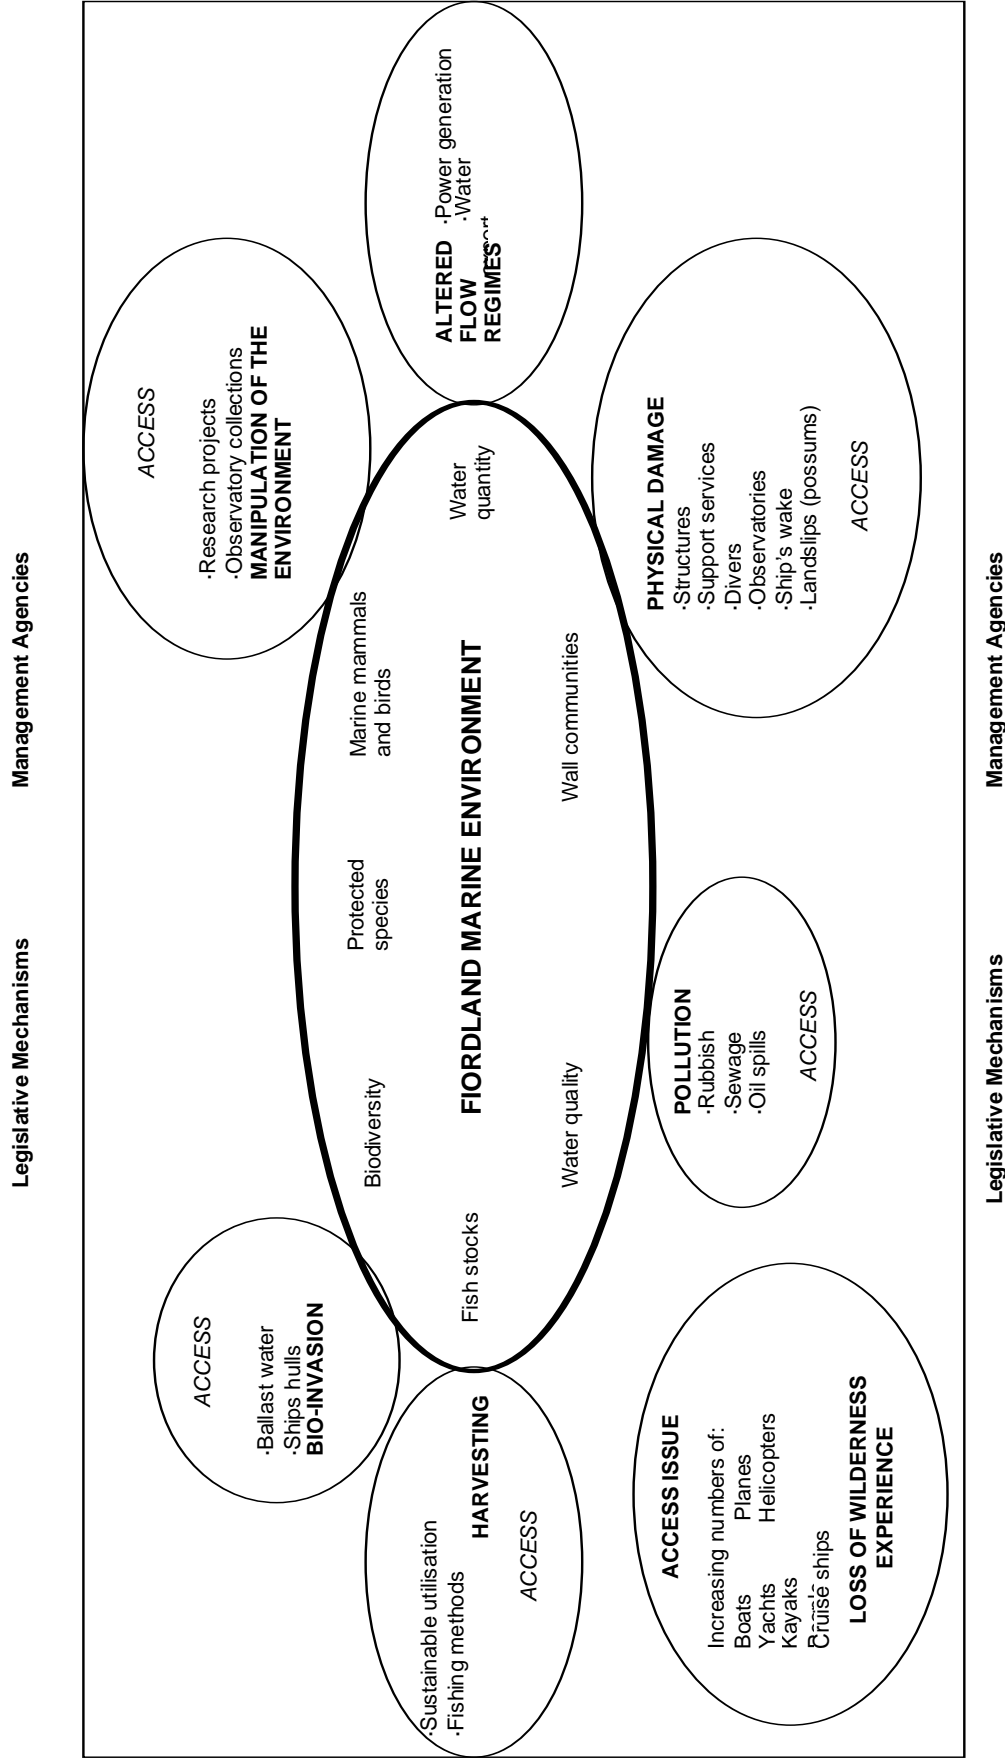 Legislative Mechanisms
Management Agencies
ACCESS
·Ballast water
·Ships hulls
BIO-INVASION
ACCESS
·Research projects
·Observatory collections
MANIPULATION OF THE
ENVIRONMENT
·Sustainable utilisation
·Fishing methods
HARVESTING
ACCESS
Biodiversity
Protected
species
Marine mammals
and birds
Fish stocks
FIORDLAND MARINE ENVIRONMENT
Water
quantity
Water quality
Wall communities
ALTERED
FLOW
REGIMES
·Power generation
·Water
ACCESS ISSUE
Increasing numbers of:
Boats Planes
Yachts Helicopters
Kayaks
Cruise ships
LOSS OF WILDERNESS
EXPERIENCE
POLLUTION
·Rubbish
·Sewage
·Oil spills
ACCESS
PHYSICAL DAMAGE
·Structures
·Support services
·Divers
·Observatories
·Ship's wake
·Landslips (possums)
ACCESS
Legislative Mechanisms
Management Agencies